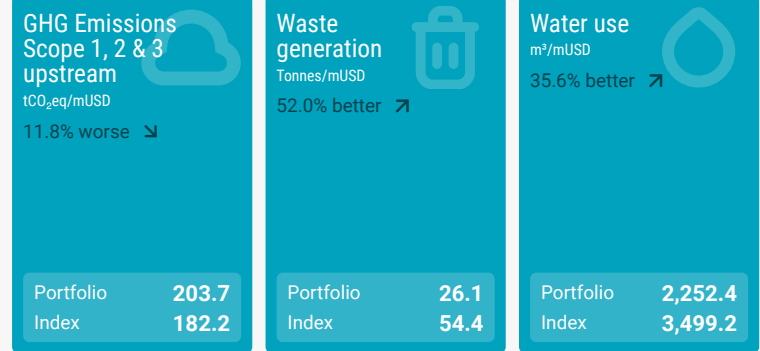 GHG Emissions
Scope 1, 2 & 3
upstream
tCO₂eq/mUSD
11.8% worse
Portfolio 203.7
Index 182.2
Waste
generation
Tonnes/mUSD
52.0% better
Portfolio 26.1
Index 54.4
Water use
m³/mUSD
35.6% better
Portfolio 2,252.4
Index 3,499.2